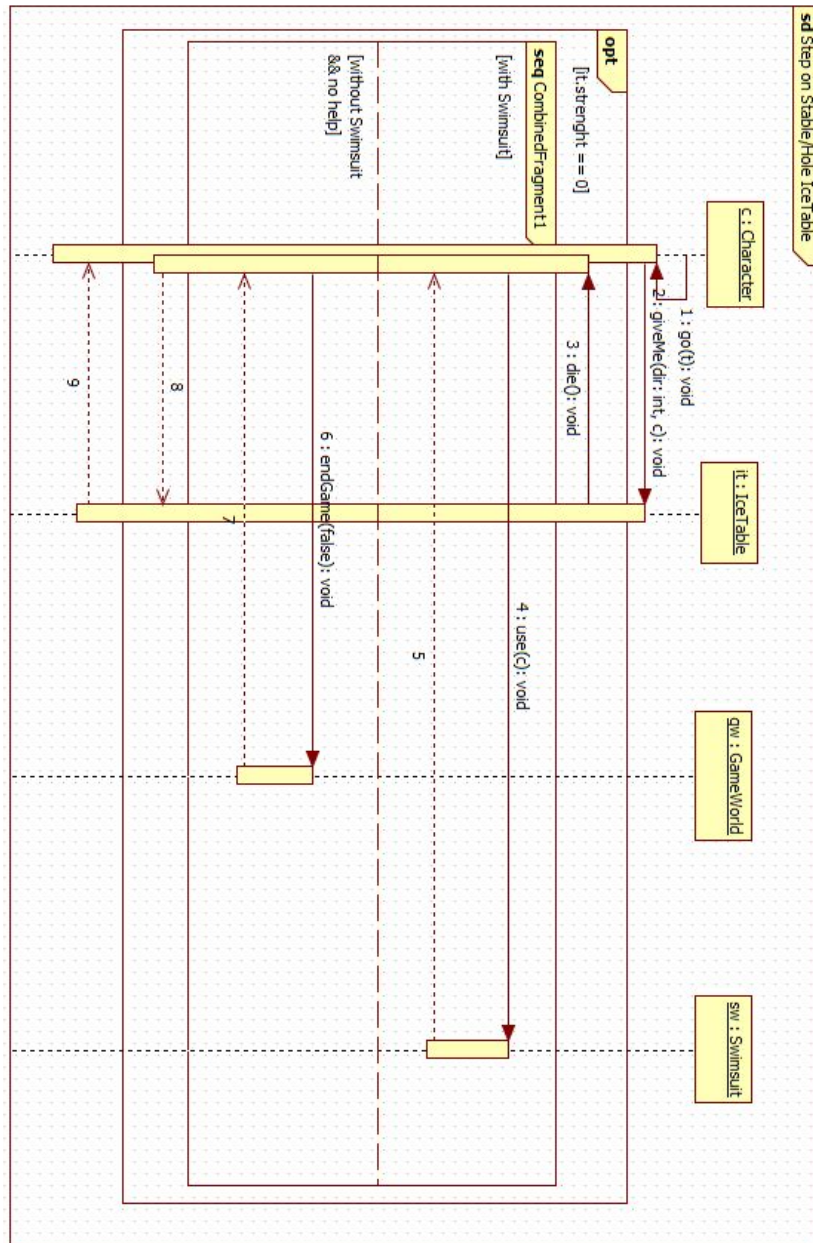 sd Step on Stable/Hole IceTable
c : Character
it : IceTable
gw : GameWorld
sw : Swimsuit
1 : go(t): void
2 : giveMe(dir: int, c): void
opt
[it.strenght == 0]
3 : die(): void
seq CombinedFragment1
[with Swimsuit]
4 : use(c): void
5
[without Swimsuit
&& no help]
6 : endGame(false): void
7
8
9